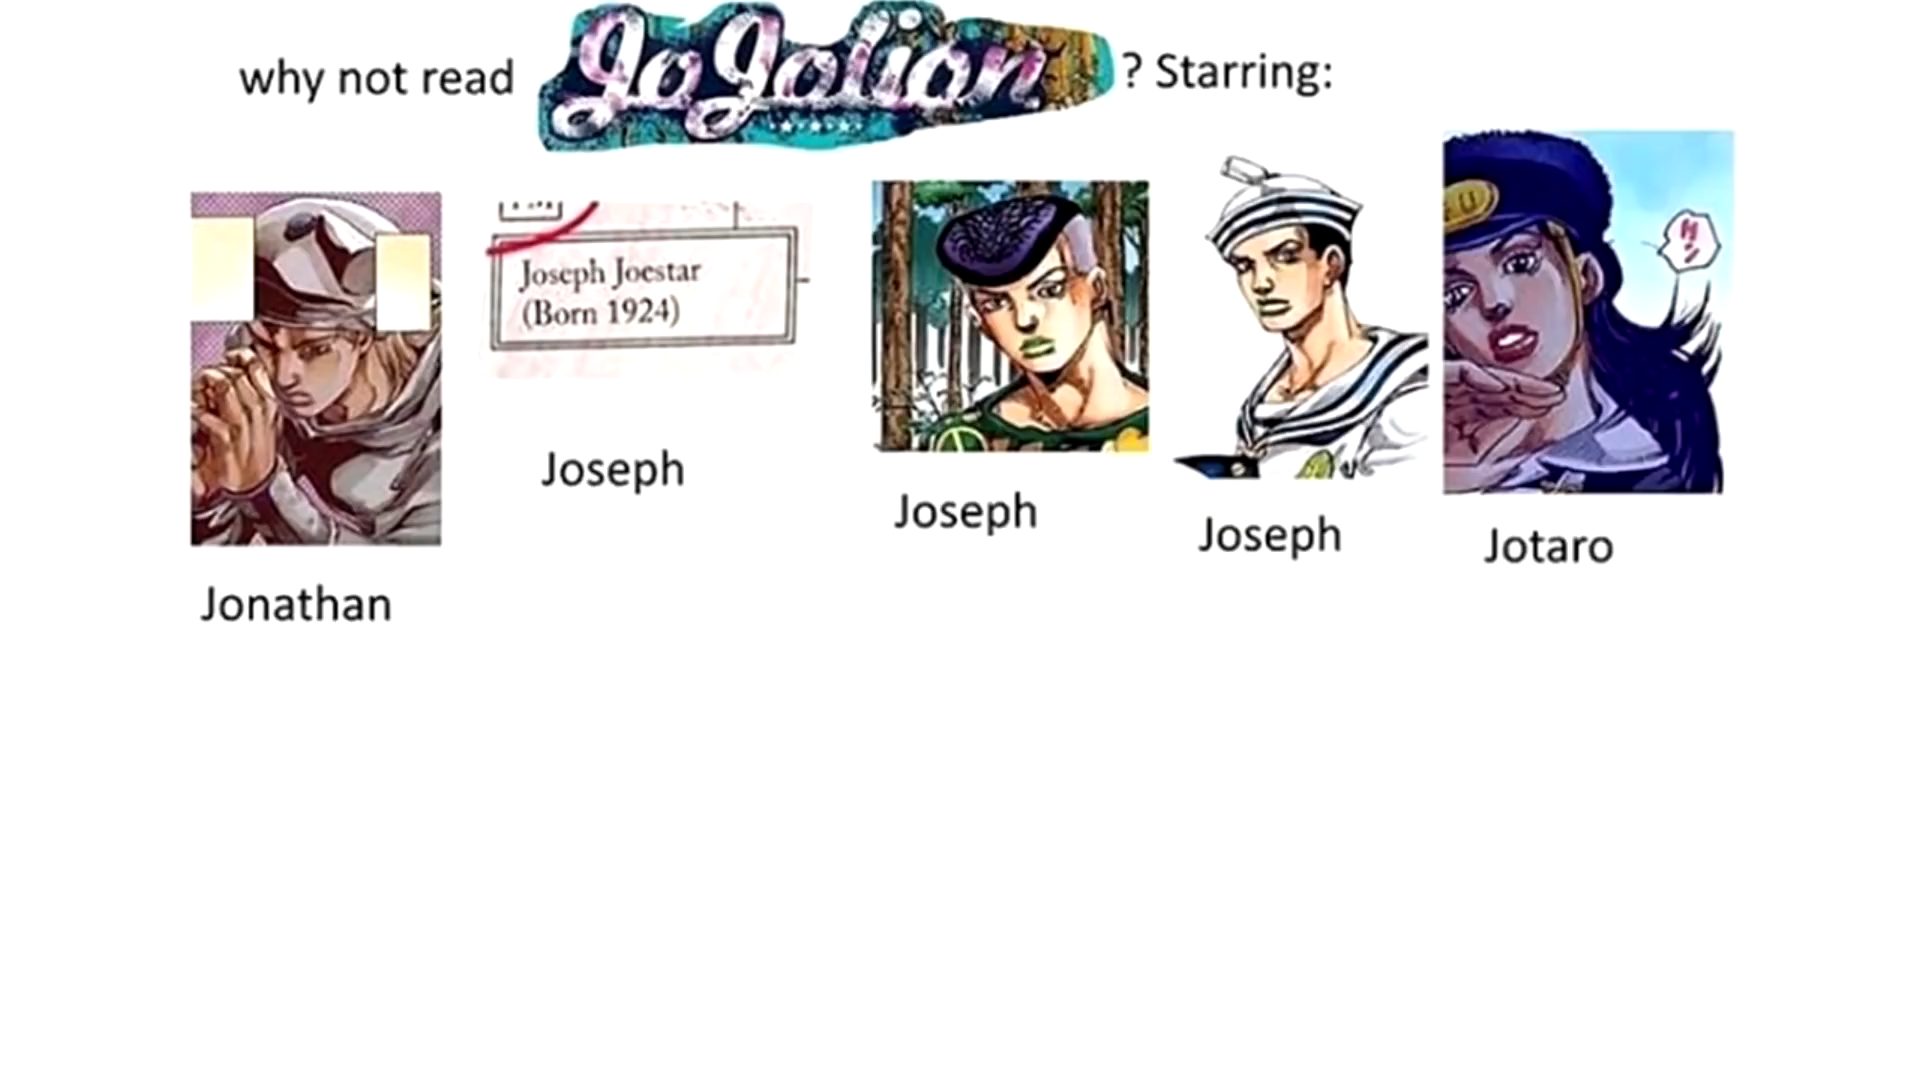 why not read JoJolion ? Starring:
Joseph Joestar
(Born 1924)
Jonathan
Joseph
Joseph
Joseph
Jotaro